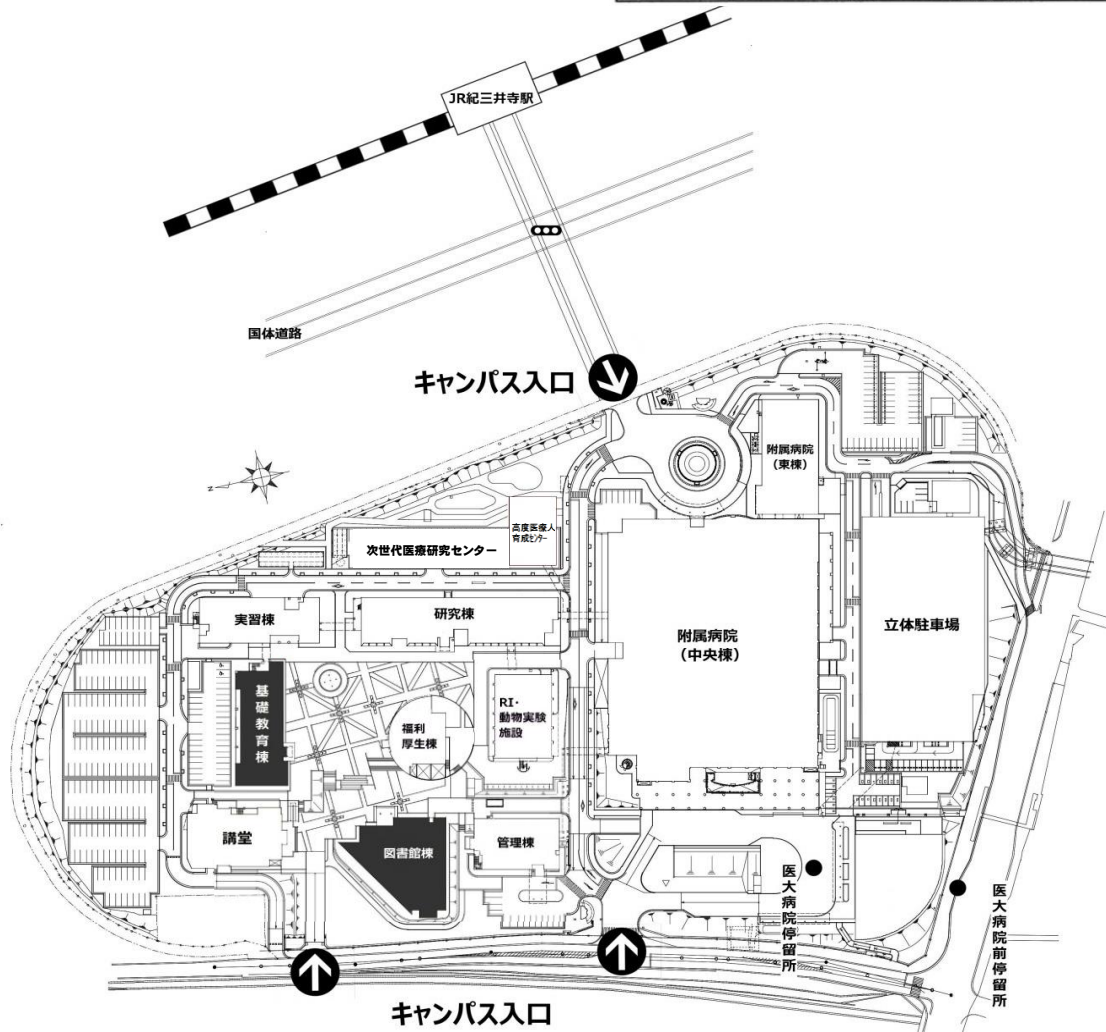 JR紀三井寺駅
国体道路
キャンパス入口
附属病院
(東棟)
N
高度医療人
育成センター
次世代医療研究センター
実習棟
研究棟
附属病院
(中央棟)
立体駐車場
基礎教育棟
福利
厚生棟
RI・
動物実験
施設
講堂
図書館棟
管理棟
医大病院停留所
医大病院前停留所
キャンパス入口